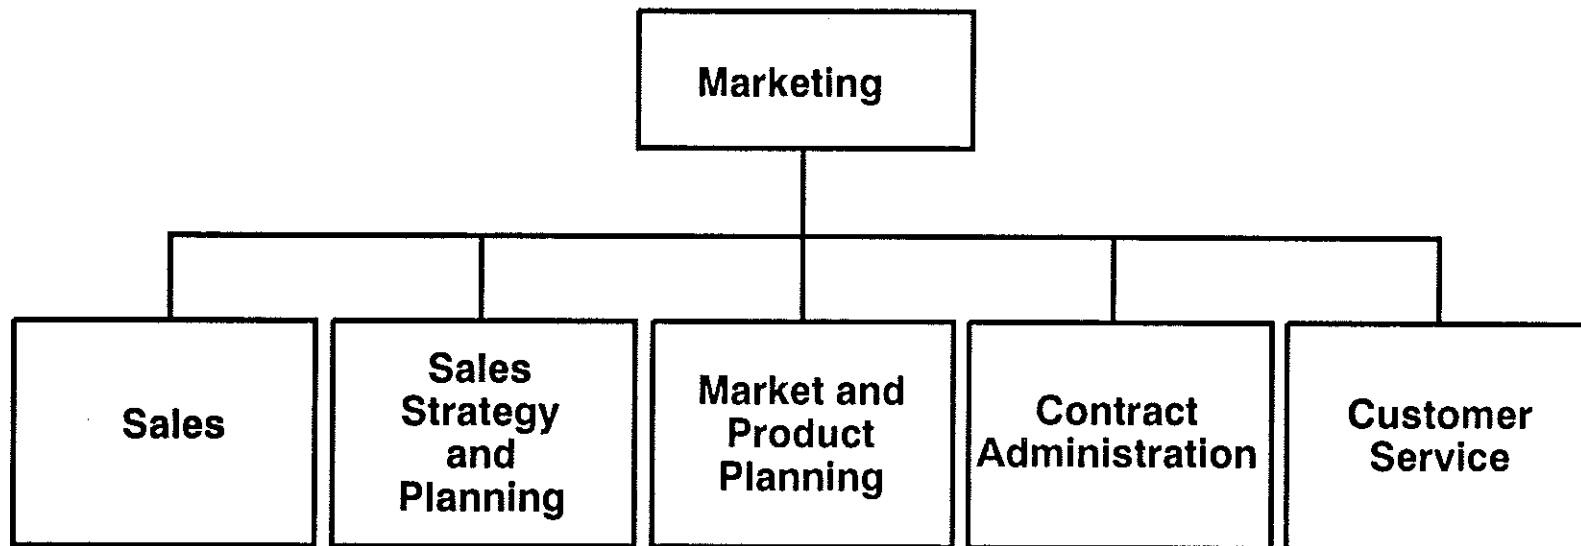 Marketing
Sales
Sales
Strategy
and
Planning
Market and
Product
Planning
Contract
Administration
Customer
Service